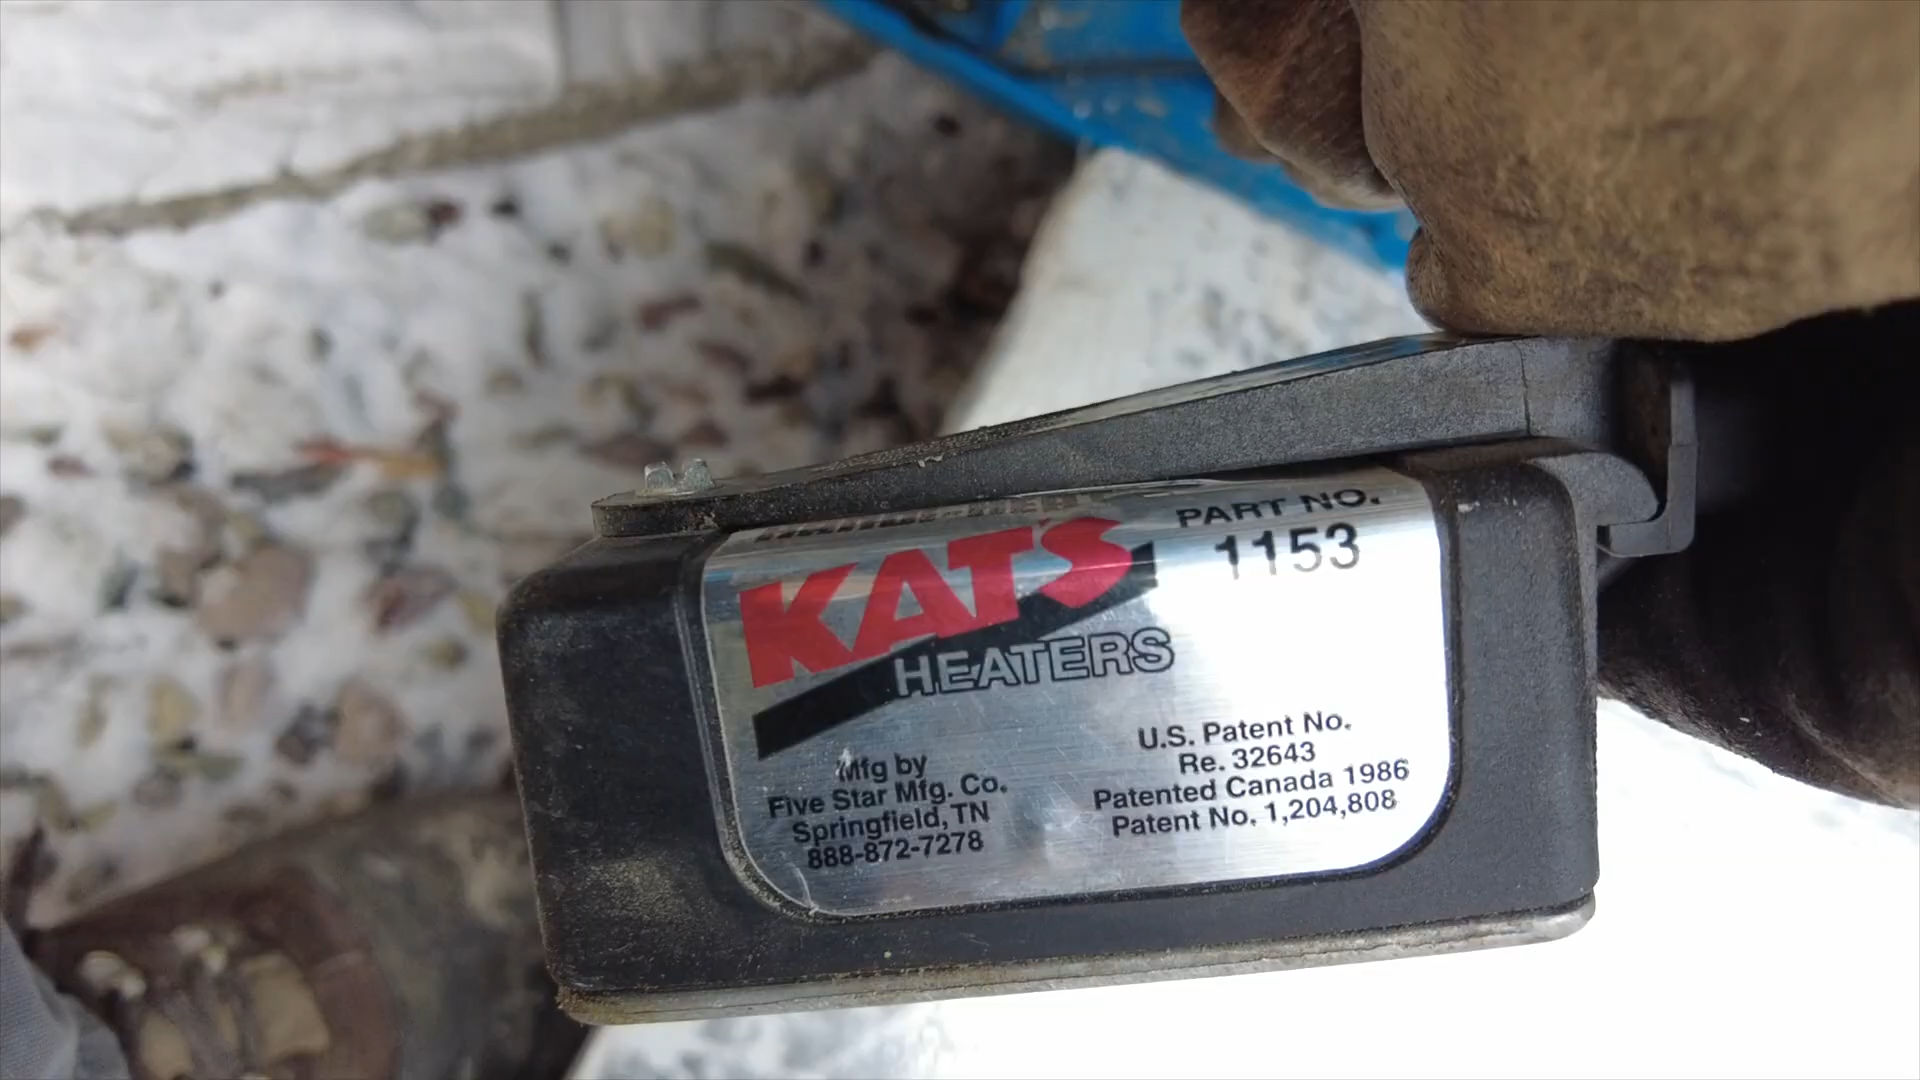 KAT'S
HEATERS
PART NO.
1153
Mfg by
Five Star Mfg. Co.
Springfield, TN
888-872-7278
U.S. Patent No.
Re. 32643
Patented Canada 1986
Patent No. 1,204,808